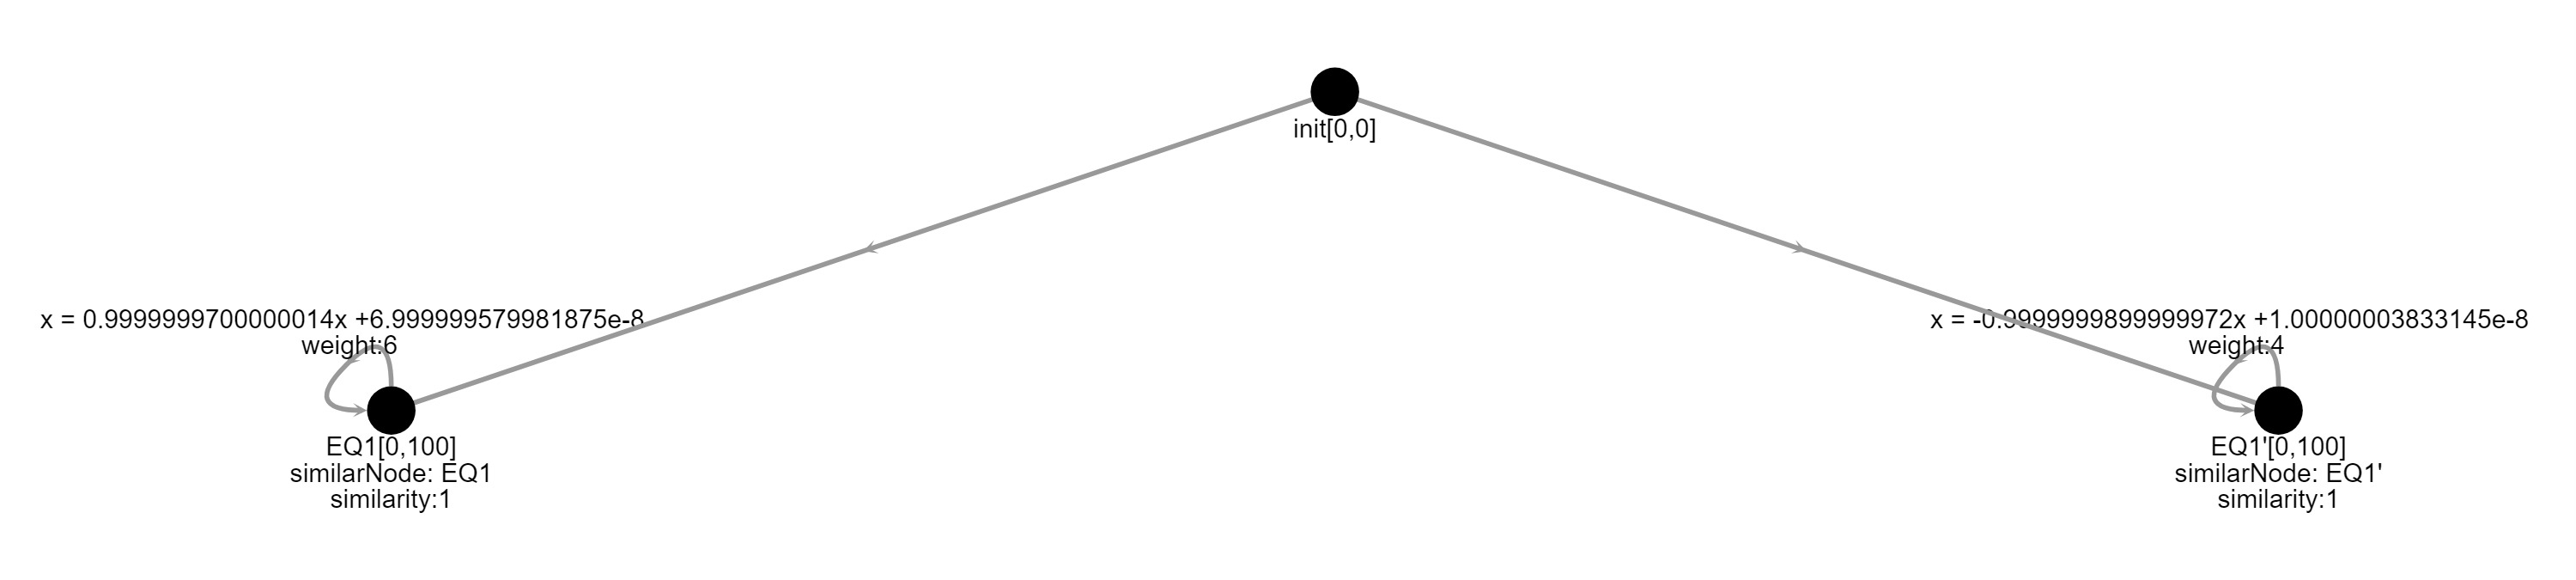 init[0,0]
x = 0.9999999700000014x +6.999999579981875e-8
weight:6
EQ1[0,100]
similarNode: EQ1
similarity:1
x = -0.9999999899999972x +1.00000003833145e-8
weight:4
EQ1'[0,100]
similarNode: EQ1'
similarity:1